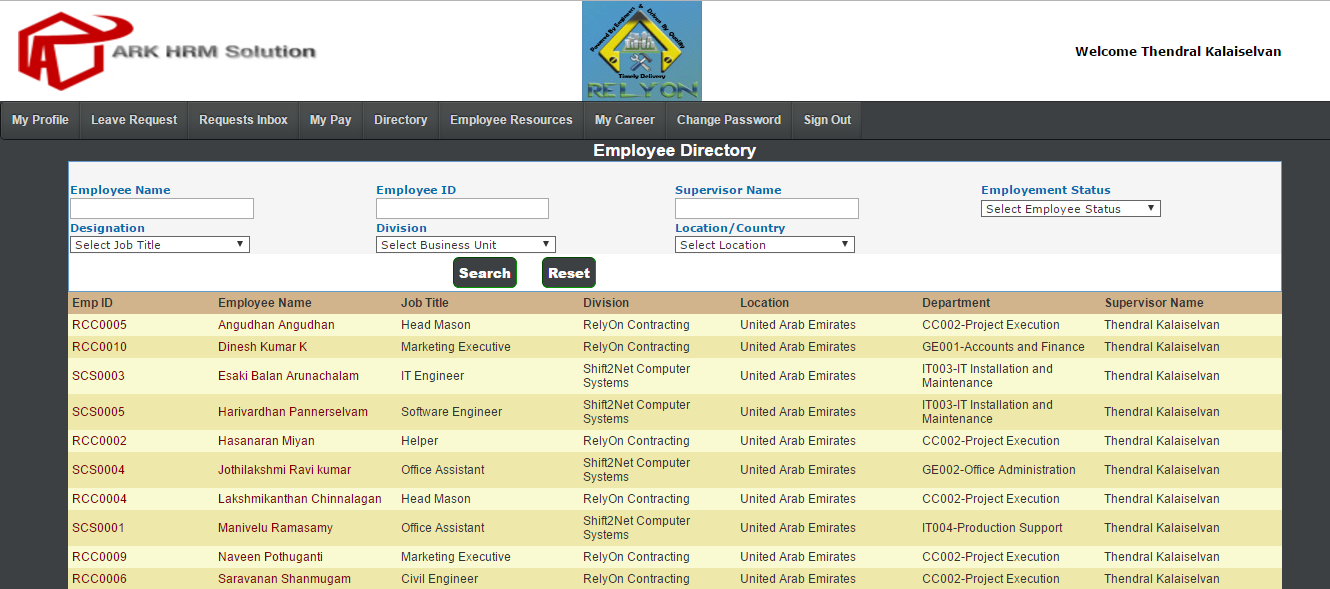 ARK HRM Solution
Powered By Engineers & Driven By Quality
Timely Delivery
RELYON
Welcome Thendral Kalaiselvan
My Profile Leave Request Requests Inbox My Pay Directory Employee Resources My Career Change Password Sign Out
Employee Directory
Employee Name Employee ID Supervisor Name Employement Status
Select Employee Status
Designation Division Location/Country
Select Job Title Select Business Unit Select Location
Search Reset
Emp ID Employee Name Job Title Division Location Department Supervisor Name
RCC0005 Angudhan Angudhan Head Mason RelyOn Contracting United Arab Emirates CC002-Project Execution Thendral Kalaiselvan
RCC0010 Dinesh Kumar K Marketing Executive RelyOn Contracting United Arab Emirates GE001-Accounts and Finance Thendral Kalaiselvan
SCS0003 Esaki Balan Arunachalam IT Engineer Shift2Net Computer Systems United Arab Emirates IT003-IT Installation and Maintenance Thendral Kalaiselvan
SCS0005 Harivardhan Pannerselvam Software Engineer Shift2Net Computer Systems United Arab Emirates IT003-IT Installation and Maintenance Thendral Kalaiselvan
RCC0002 Hasanaran Miyan Helper RelyOn Contracting United Arab Emirates CC002-Project Execution Thendral Kalaiselvan
SCS0004 Jothilakshmi Ravi kumar Office Assistant Shift2Net Computer Systems United Arab Emirates GE002-Office Administration Thendral Kalaiselvan
RCC0004 Lakshmikanthan Chinnalagan Head Mason RelyOn Contracting United Arab Emirates CC002-Project Execution Thendral Kalaiselvan
SCS0001 Manivelu Ramasamy Office Assistant Shift2Net Computer Systems United Arab Emirates IT004-Production Support Thendral Kalaiselvan
RCC0009 Naveen Pothuganti Marketing Executive RelyOn Contracting United Arab Emirates CC002-Project Execution Thendral Kalaiselvan
RCC0006 Saravanan Shanmugam Civil Engineer RelyOn Contracting United Arab Emirates CC002-Project Execution Thendral Kalaiselvan